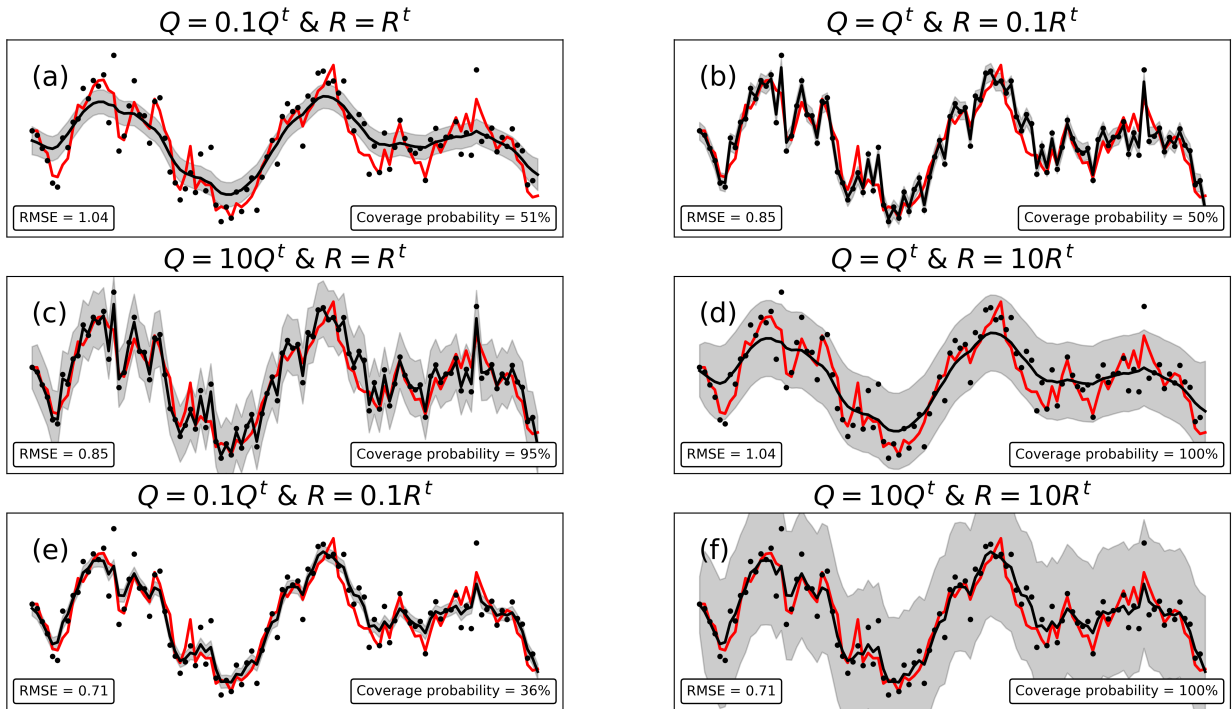 Q = 0.1Q^t & R = R^t
(a)
RMSE = 1.04
Coverage probability = 51%
Q = Q^t & R = 0.1R^t
(b)
RMSE = 0.85
Coverage probability = 50%
Q = 10Q^t & R = R^t
(c)
RMSE = 0.85
Coverage probability = 95%
Q = Q^t & R = 10R^t
(d)
RMSE = 1.04
Coverage probability = 100%
Q = 0.1Q^t & R = 0.1R^t
(e)
RMSE = 0.71
Coverage probability = 36%
Q = 10Q^t & R = 10R^t
(f)
RMSE = 0.71
Coverage probability = 100%